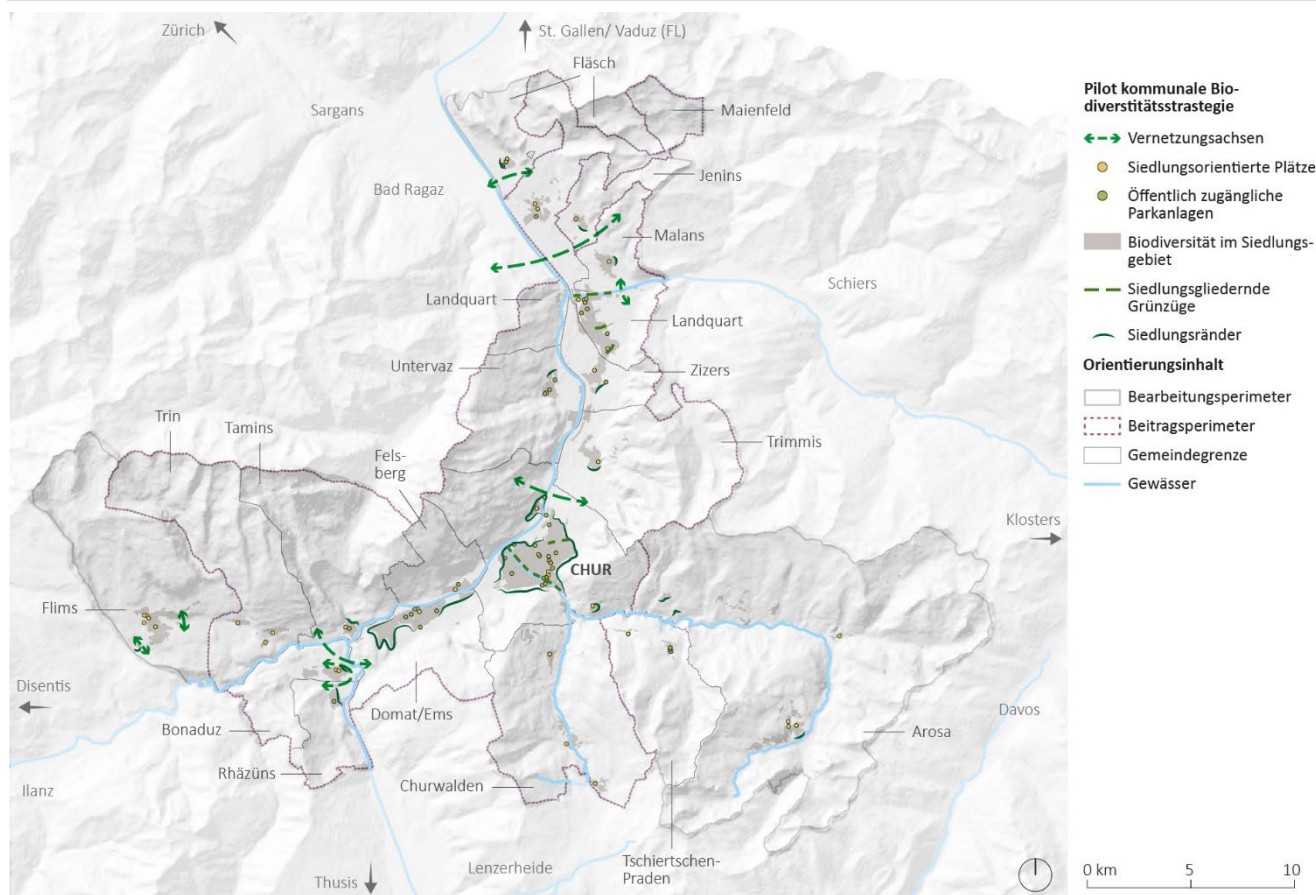 Zürich
St. Gallen/ Vaduz (FL)
Fläsch
Maienfeld
Sargans
Jenins
Bad Ragaz
Malans
Schiers
Landquart
Landquart
Untervaz
Zizers
Trin
Tamins
Trimmis
Fels-
berg
Klosters
CHUR
Flims
Disentis
Domat/Ems
Davos
Bonaduz
Arosa
Rhäzüns
Churwalden
Ilanz
Tschiertschen-
Praden
Lenzerheide
Thusis
Pilot kommunale Bio-
diversitätsstrastegie
Vernetzungsachsen
Siedlungsorientierte Plätze
Öffentlich zugängliche
Parkanlagen
Biodiversität im Siedlungs-
gebiet
Siedlungsgliedernde
Grünzüge
Siedlungsränder
Orientierungsinhalt
Bearbeitungsperimeter
Beitragsperimeter
Gemeindegrenze
Gewässer
0 km 5 10